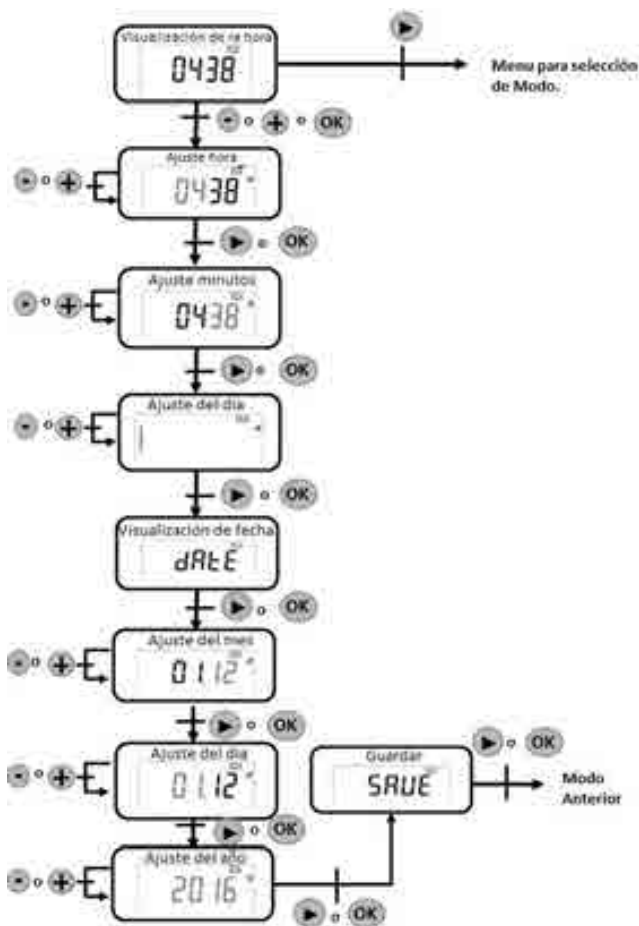 Visualización de la hora
0438
Menu para selección
de Modo.
- o + o OK
Ajuste hora
- o +
0438
o OK
Ajuste minutos
- o +
0438
o OK
Ajuste del dia
- o +
o OK
Visualización de fecha
dAtE
o OK
Ajuste del mes
- o +
01.12
o OK
Ajuste del dia
- o +
01.12
o OK
Guardar
SAVE
o OK
Modo
Anterior
Ajuste del año
- o +
2016
o OK